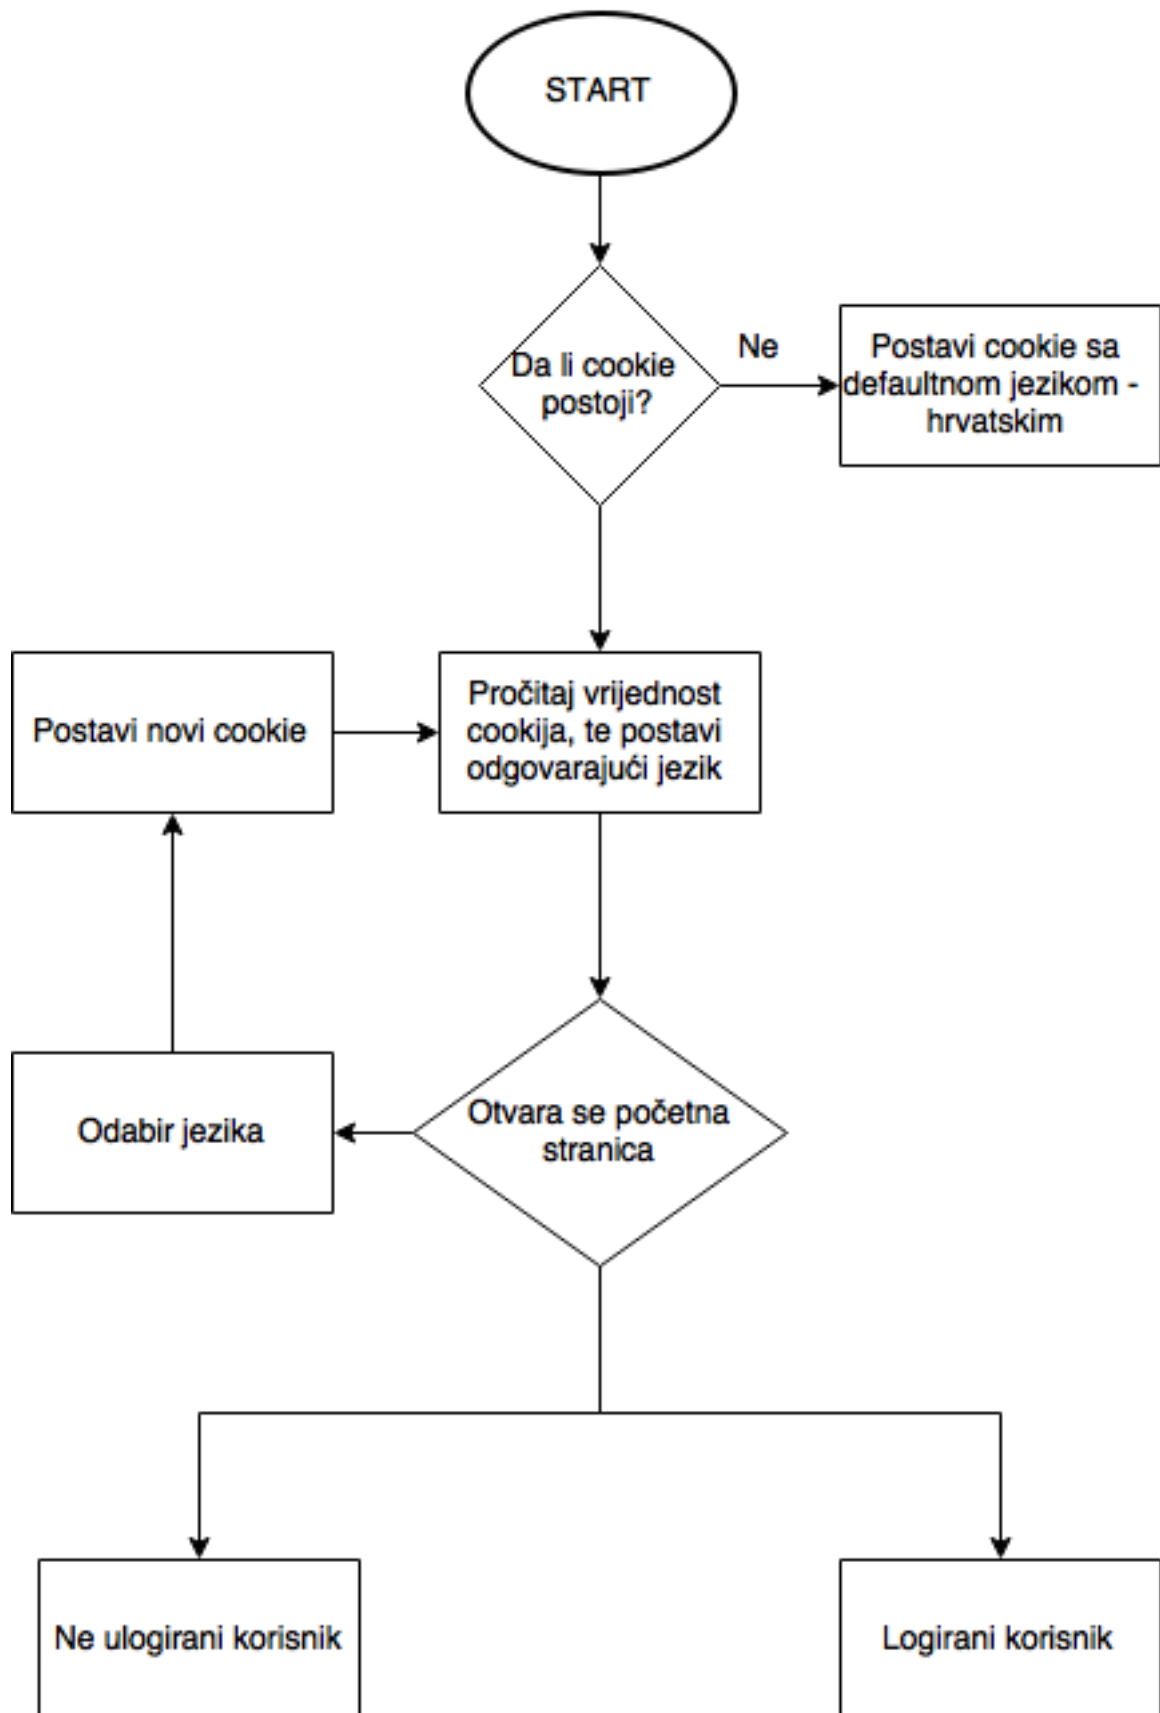 START
Da li cookie
postoji?
Ne
Postavi cookie sa
defaultnom jezikom -
hrvatskim
Postavi novi cookie
Pročitaj vrijednost
cookija, te postavi
odgovarajući jezik
Odabir jezika
Otvara se početna
stranica
Ne ulogirani korisnik
Logirani korisnik